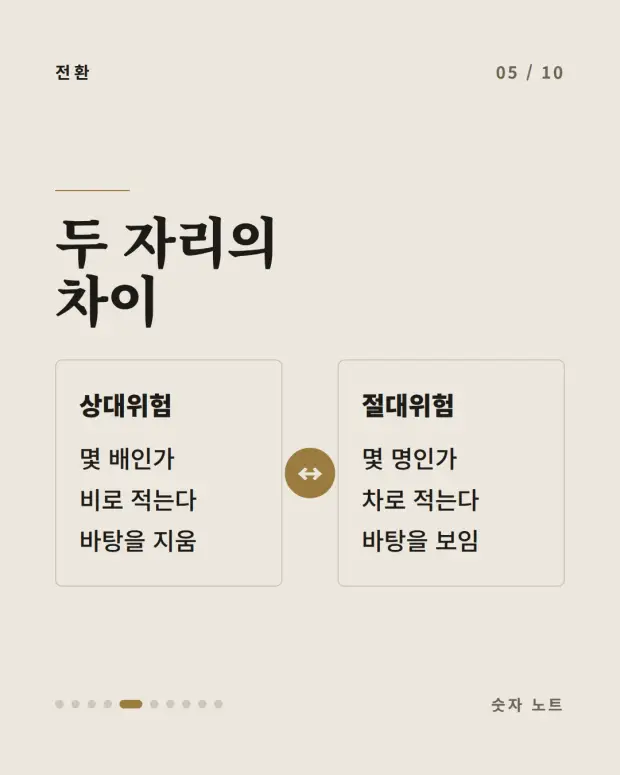 전환
05 / 10
두 자리의
차이
상대위험
몇 배인가
비로 적는다
바탕을 지움
↔
절대위험
몇 명인가
차로 적는다
바탕을 보임
숫자 노트